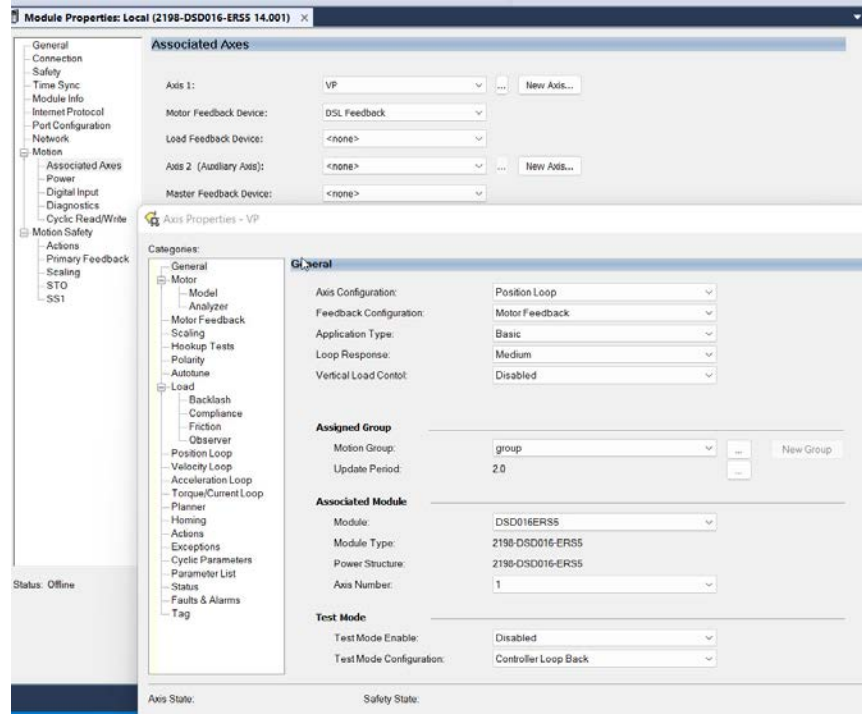 Module Properties: Local (2198-DSD016-ERS5 14.001) ×
General
Connection
Safety
Time Sync
Module Info
Internet Protocol
Port Configuration
Network
Motion
Associated Axes
Power
Digital Input
Diagnostics
Cyclic Read/Write
Motion Safety
Actions
Primary Feedback
Scaling
STO
SS1
Status: Offline
Associated Axes
Axis 1: VP ... New Axis...
Motor Feedback Device: DSL Feedback
Load Feedback Device: <none>
Axis 2 (Auxiliary Axis): <none> ... New Axis...
Master Feedback Device: <none>
Axis Properties - VP
Categories:
General
Motor
Model
Analyzer
Motor Feedback
Scaling
Hookup Tests
Polarity
Autotune
Load
Backlash
Compliance
Friction
Observer
Position Loop
Velocity Loop
Acceleration Loop
Torque/Current Loop
Planner
Homing
Actions
Exceptions
Cyclic Parameters
Parameter List
Status
Faults & Alarms
Tag
General
Axis Configuration: Position Loop
Feedback Configuration: Motor Feedback
Application Type: Basic
Loop Response: Medium
Vertical Load Contol: Disabled
Assigned Group
Motion Group: group ... New Group
Update Period: 2.0 ...
Associated Module
Module: DSD016ERS5
Module Type: 2198-DSD016-ERS5
Power Structure: 2198-DSD016-ERS5
Axis Number: 1
Test Mode
Test Mode Enable: Disabled
Test Mode Configuration: Controller Loop Back
Axis State: Safety State: